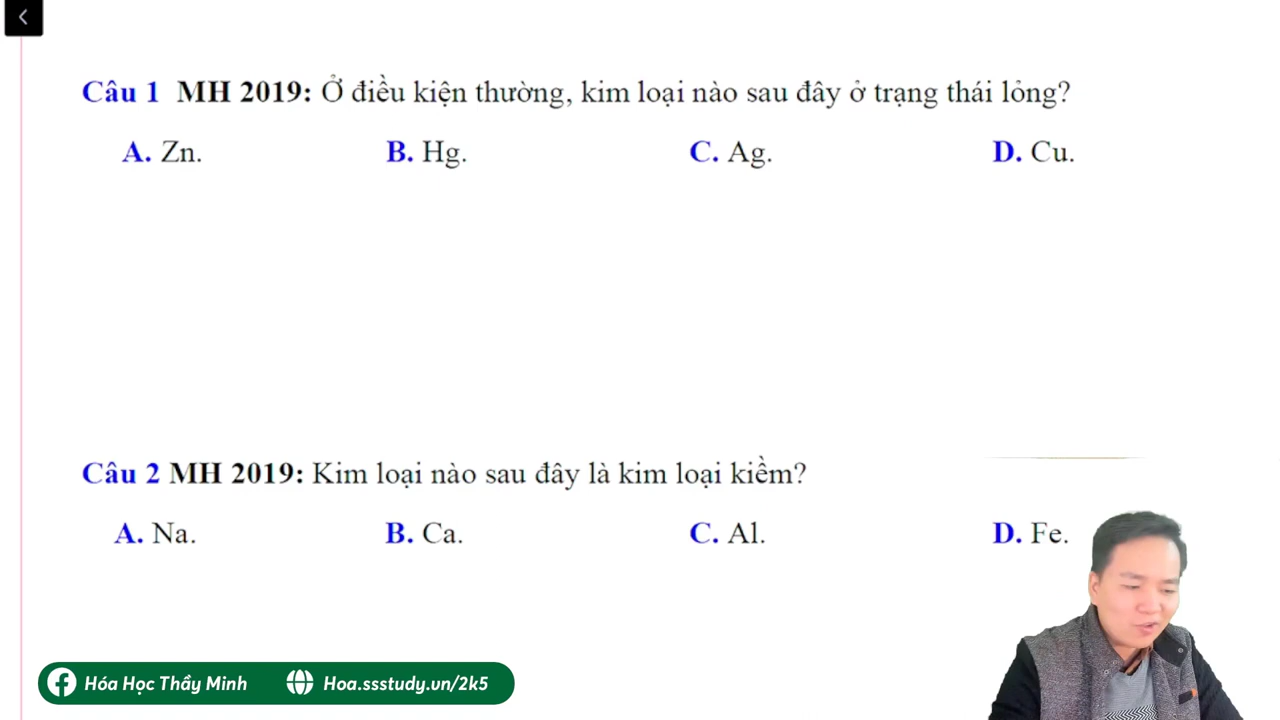 Câu 1 MH 2019: Ở điều kiện thường, kim loại nào sau đây ở trạng thái lỏng?
A. Zn. B. Hg. C. Ag. D. Cu.
Câu 2 MH 2019: Kim loại nào sau đây là kim loại kiềm?
A. Na. B. Ca. C. Al. D. Fe.
Hóa Học Thầy Minh Hoa.ssstudy.vn/2k5